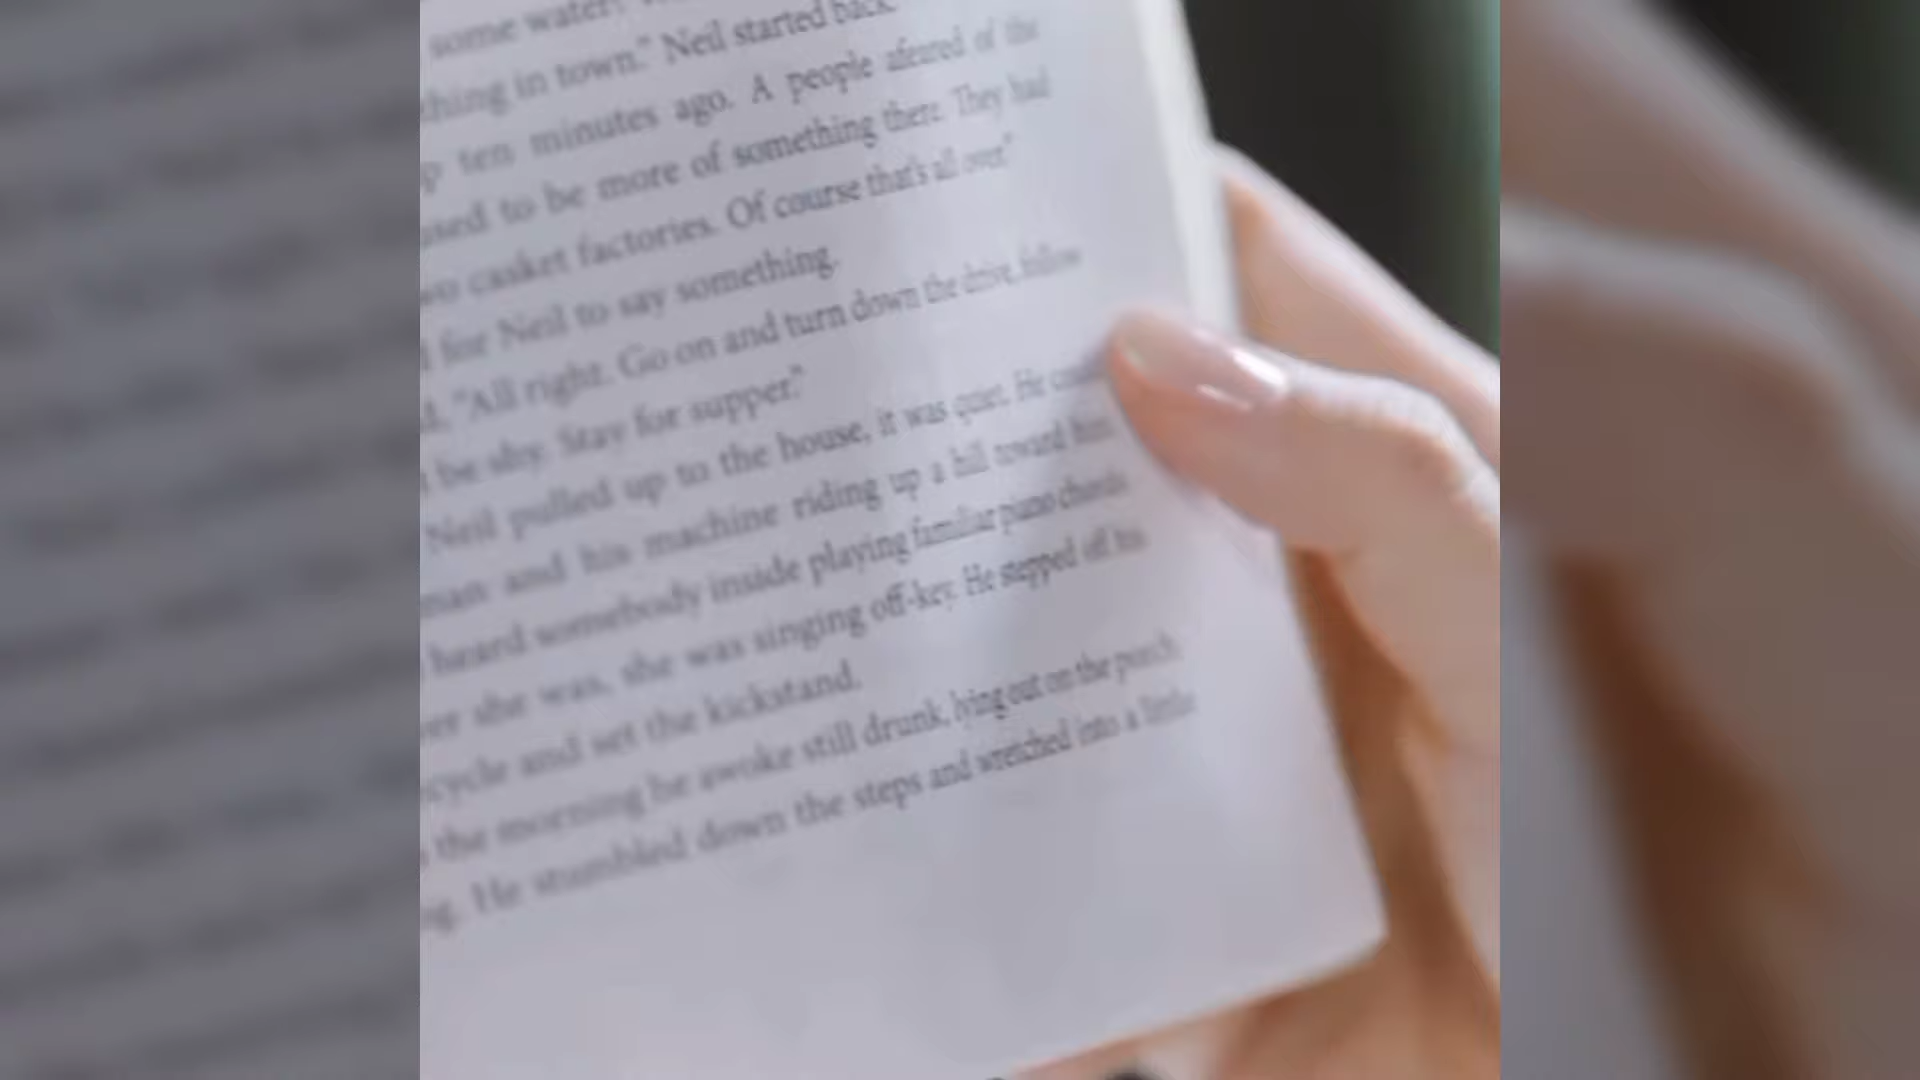 some water?
thing in town." Neil started back
p ten minutes ago. A people afeared of the
used to be more of something there. They had
wo casket factories. Of course that's all over."
for Neil to say something.
d, "All right. Go on and turn down the drive, follow
be shy. Stay for supper."
Neil pulled up to the house, it was quiet. He
man and his machine riding up a hill toward him.
heard somebody inside playing familiar piano chords
ver she was, she was singing off-key. He stepped off his
cycle and set the kickstand.
the morning he awoke still drunk, lying out on the porch
ng. He stumbled down the steps and wretched into a little